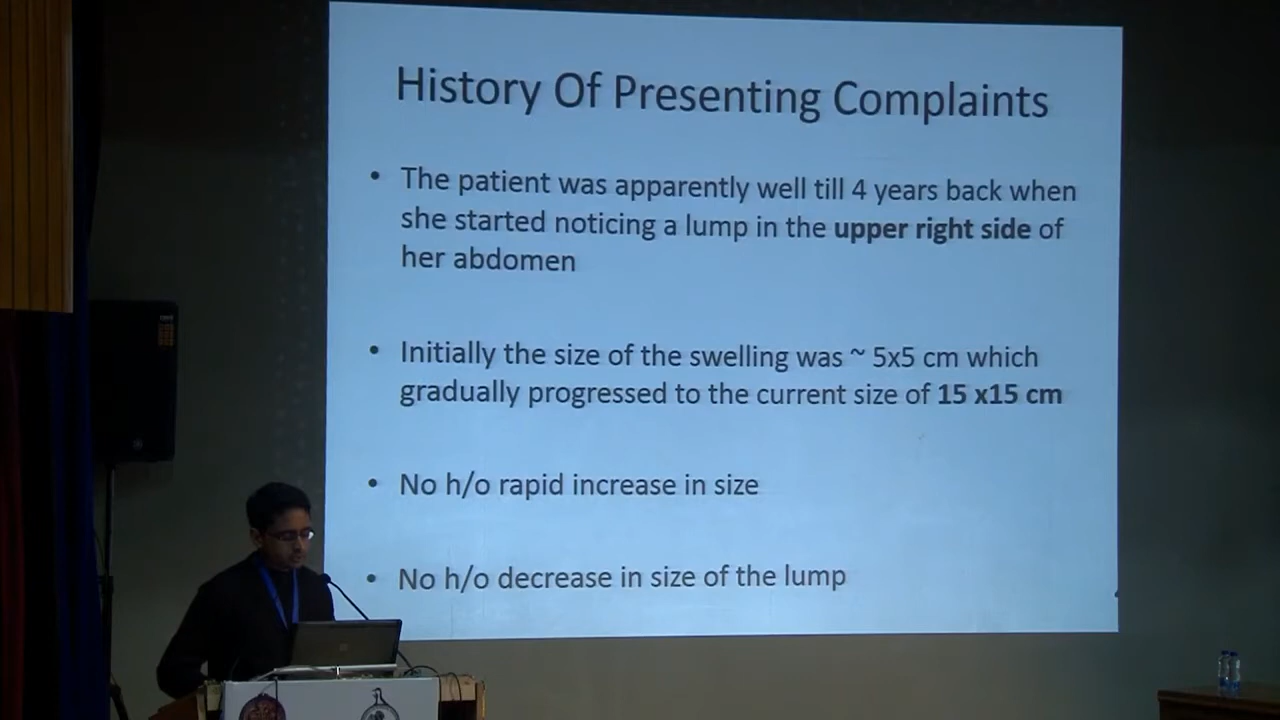 History Of Presenting Complaints
• The patient was apparently well till 4 years back when
she started noticing a lump in the upper right side of
her abdomen
• Initially the size of the swelling was ~ 5x5 cm which
gradually progressed to the current size of 15 x15 cm
• No h/o rapid increase in size
• No h/o decrease in size of the lump